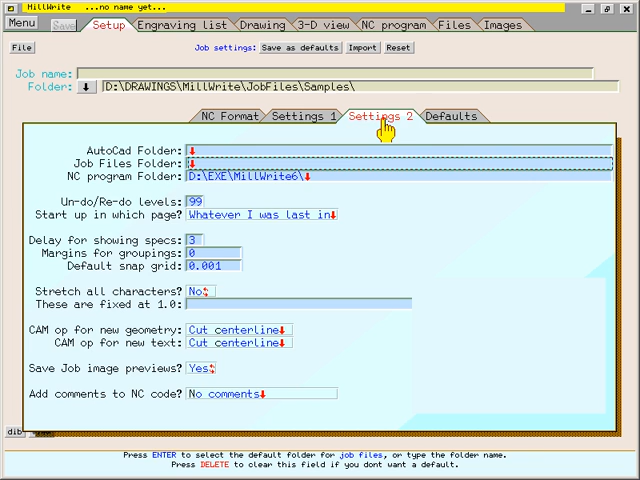 MillWrite ...no name yet...
Menu Save Setup Engraving list Drawing 3-D view NC program Files Images
File Job settings: Save as defaults Import Reset
Job name:
Folder: D:\DRAWINGS\MillWrite\JobFiles\Samples\
NC Format Settings 1 Settings 2 Defaults
AutoCad Folder:
Job Files Folder:
NC program Folder: D:\EXE\MillWrite6\
Un-do/Re-do levels: 99
Start up in which page? Whatever I was last in
Delay for showing specs: 3
Margins for groupings: 0
Default snap grid: 0.001
Stretch all characters? No
These are fixed at 1.0:
CAM op for new geometry: Cut centerline
CAM op for new text: Cut centerline
Save Job image previews? Yes
Add comments to NC code? No comments
dib
Press ENTER to select the default folder for job files, or type the folder name.
Press DELETE to clear this field if you dont want a default.